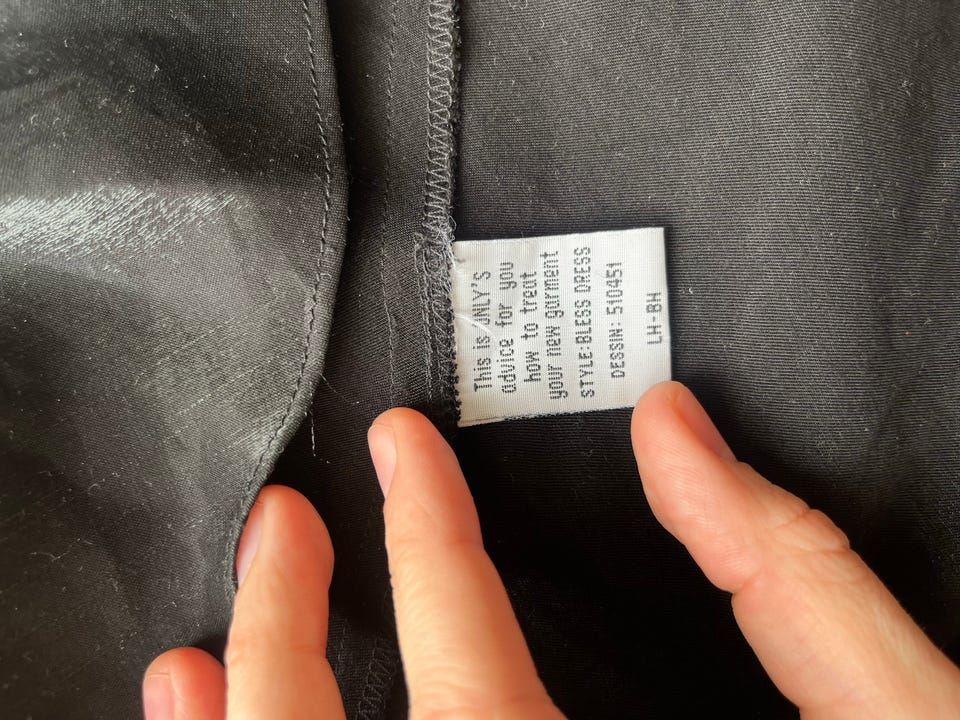 This is ONLY'S
advice for you
how to treat
your new garment
STYLE:BLESS DRESS
DESSIN: 510451
LH-BH